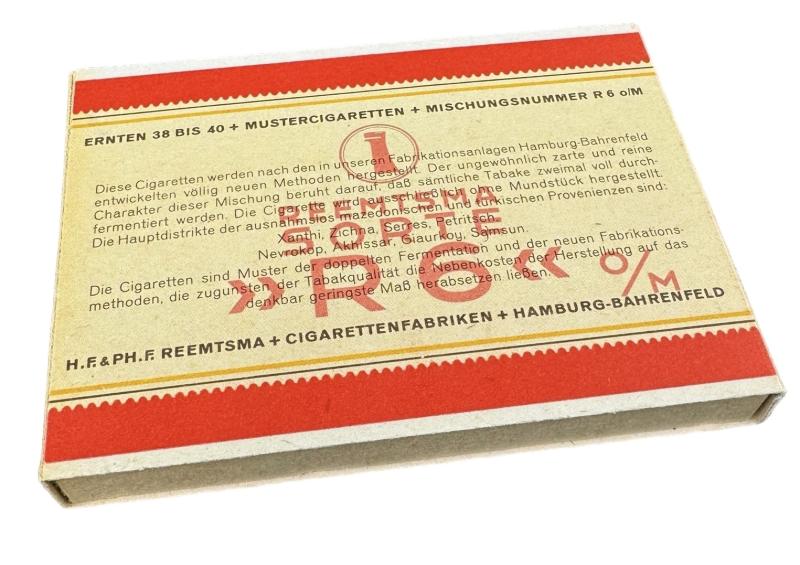 ERNTEN 38 BIS 40 + MUSTERCIGARETTEN + MISCHUNGSNUMMER R 6 o/M
Diese Cigaretten werden nach den in unseren Fabrikationsanlagen Hamburg-Bahrenfeld
entwickelten völlig neuen Methoden hergestellt. Der ungewöhnlich zarte und reine
Charakter dieser Mischung beruht darauf, daß sämtliche Tabake zweimal voll durch-
fermentiert werden. Die Cigarette wird ausschließlich ohne Mundstück hergestellt.
Die Hauptdistrikte der ausnahmslos mazedonischen und türkischen Provenienzen sind:
Xanthi, Zichna, Serres, Petritsch.
Nevrokop, Akhissar, Giaurkoy, Samsun.
Die Cigaretten sind Muster der doppelten Fermentation und der neuen Fabrikations-
methoden, die zugunsten der Tabakqualität die Nebenkosten der Herstellung auf das
denkbar geringste Maß herabsetzen ließen.
REEMTSMA
SORTE
»R6« o/M
H.F.&PH.F. REEMTSMA + CIGARETTENFABRIKEN + HAMBURG-BAHRENFELD